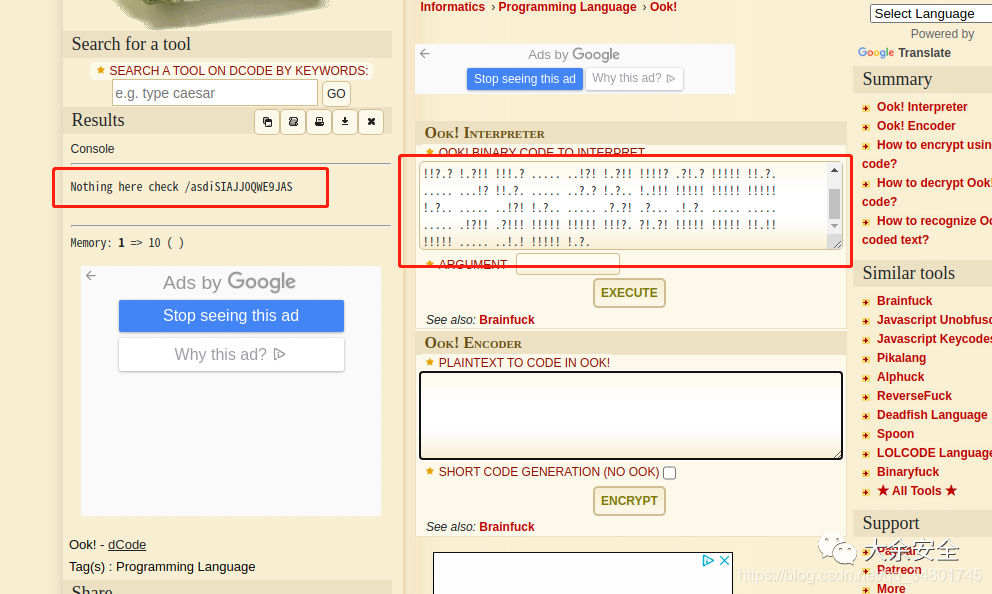 Informatics › Programming Language › Ook!
Search for a tool
SEARCH A TOOL ON DCODE BY KEYWORDS:
e.g. type caesar
GO
Results
Console
Nothing here check /asdiSIAJJ0QWE9JAS
Memory: 1 => 10 ( )
Ads by Google
Stop seeing this ad
Why this ad?
Ook! - dCode
Tag(s) : Programming Language
Share
Ads by Google
Stop seeing this ad
Why this ad?
Ook! Interpreter
OOK! BINARY CODE TO INTERPRET
!!?.? !.?!! !!!.? ..... ..!?! !.?!! !!!!? .?!.? !!!!! !!.?.
..... ...!? !!.?. ..... ..?.? !.?.. !.!!! !!!!! !!!!! !!!!!
!.?.. ..... ..!?! !.?.. ..... .?.?! .?... .!.?. ..... .....
..... .!?!! .?!!! !!!!! !!!!! !!!?. ?!.?! !!!!! !!!!! !!.!!
!!!!! ..... ..!.! !!!!! !.?.
ARGUMENT
EXECUTE
See also: Brainfuck
Ook! Encoder
PLAINTEXT TO CODE IN OOK!
SHORT CODE GENERATION (NO OOK)
ENCRYPT
See also: Brainfuck
Select Language
Powered by
Google Translate
Summary
Ook! Interpreter
Ook! Encoder
How to encrypt usin
code?
How to decrypt Ook!
code?
How to recognize Oo
coded text?
Similar tools
Brainfuck
Javascript Unobfusc
Javascript Keycodes
Pikalang
Alphuck
ReverseFuck
Deadfish Language
Spoon
LOLCODE Language
Binaryfuck
★ All Tools ★
Support
大余安全
Patreon
More